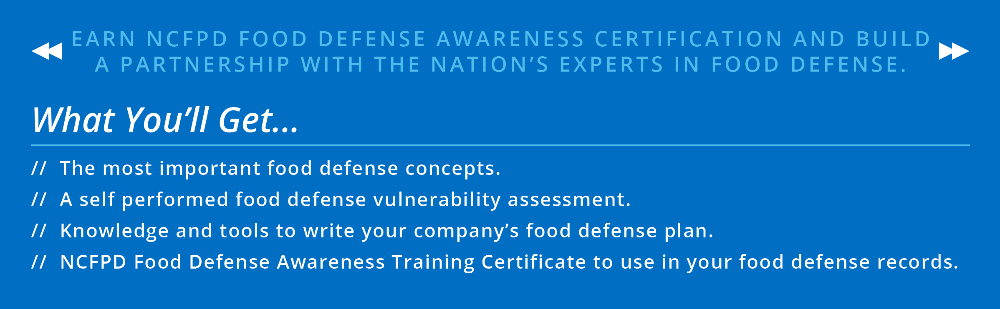 EARN NCFPD FOOD DEFENSE AWARENESS CERTIFICATION AND BUILD
A PARTNERSHIP WITH THE NATION’S EXPERTS IN FOOD DEFENSE.
What You’ll Get...
// The most important food defense concepts.
// A self performed food defense vulnerability assessment.
// Knowledge and tools to write your company’s food defense plan.
// NCFPD Food Defense Awareness Training Certificate to use in your food defense records.